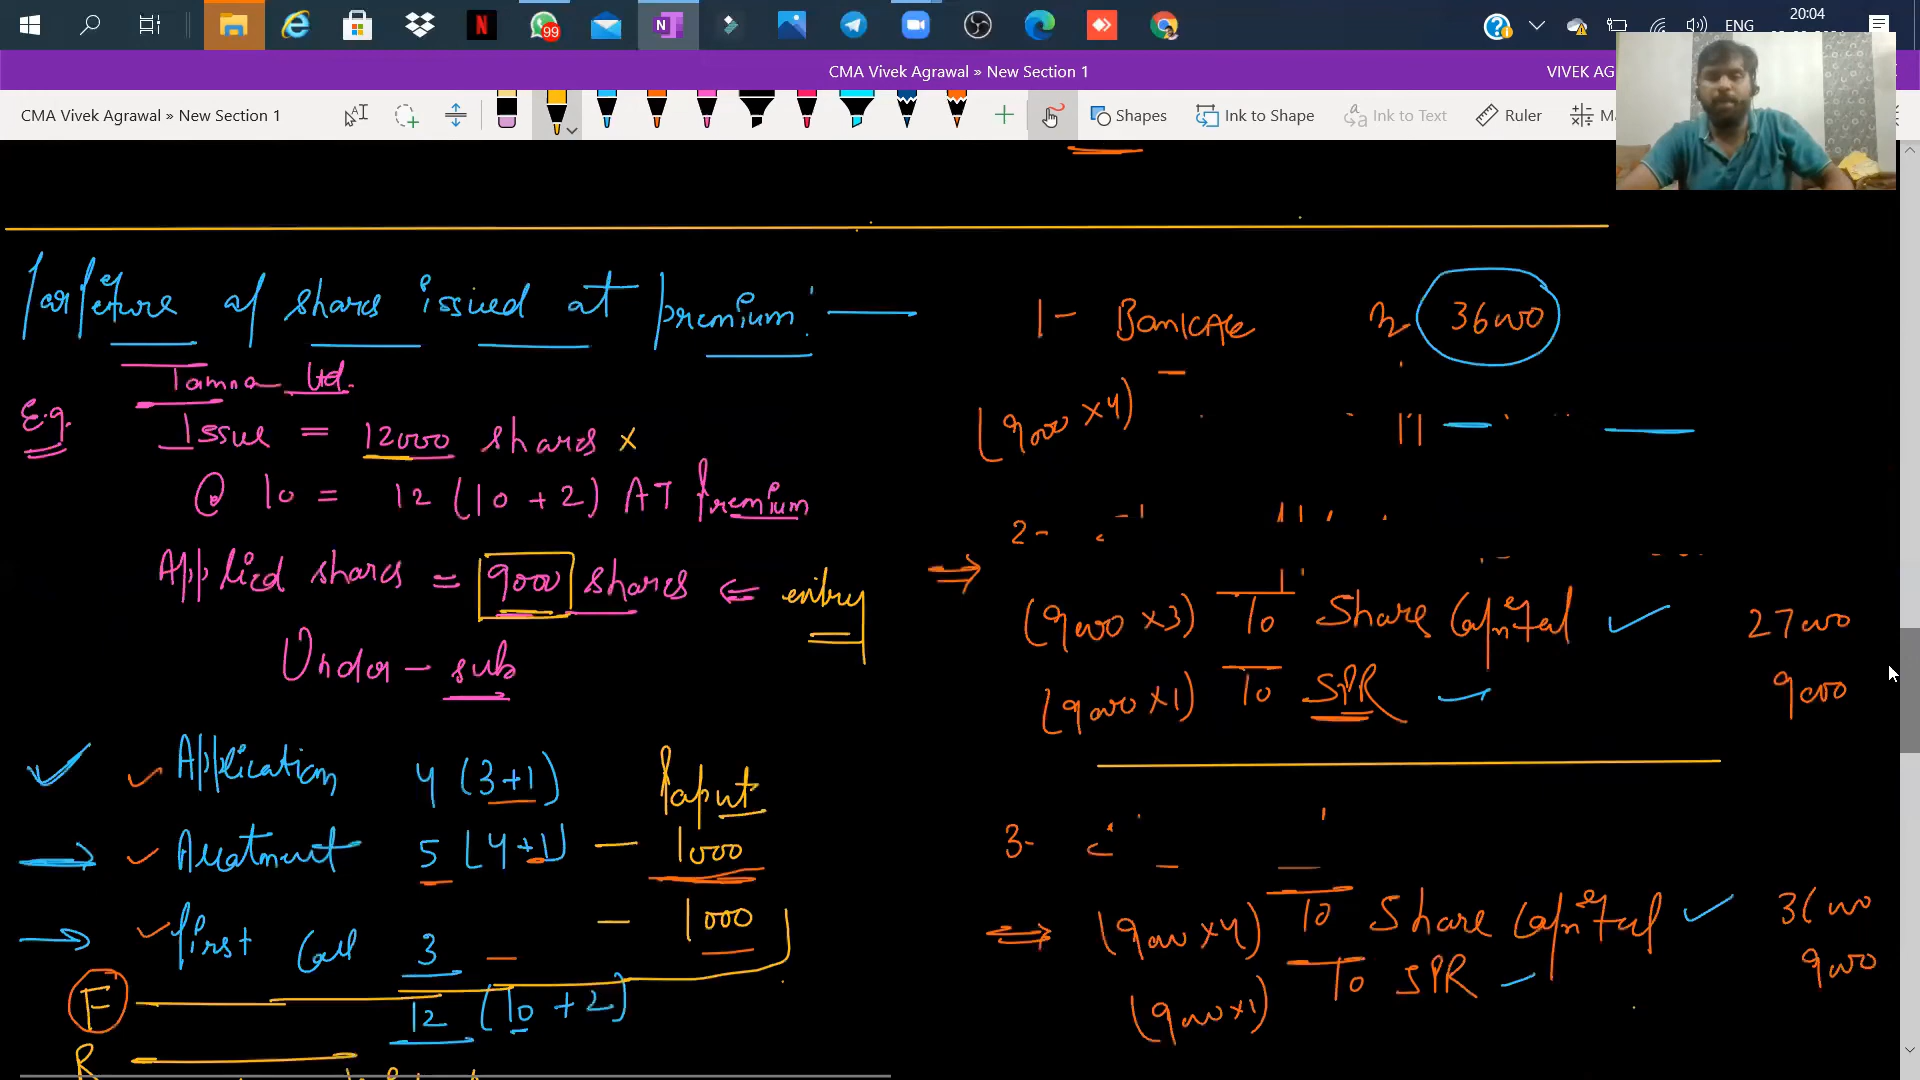 99
N
ENG
20:04
CMA Vivek Agrawal » New Section 1
VIVEK AG
CMA Vivek Agrawal » New Section 1
Shapes
Ink to Shape
Ink to Text
Ruler
Ma
Forfeiture of shares issued at premium:
Tamna Ltd.
E.g. Issue = 12000 shares x
@ 10 = 12 (10 + 2) AT premium
Applied shares = 9000 shares ⇐ entry
Under - sub
Application 4 (3+1)
Paput
Allotment 5 (4+1) — 1000
First Call 3 — 1000
F 12 (10 + 2)
R
1- Bank A/c 36000
(9000 x 4)
2-
⇒ (9000 x 3) To Share Capital ✓ 27000
(9000 x 1) To SPR 9000
3-
(9000 x 4) To Share Capital ✓ 36000
(9000 x 1) To SPR 9000